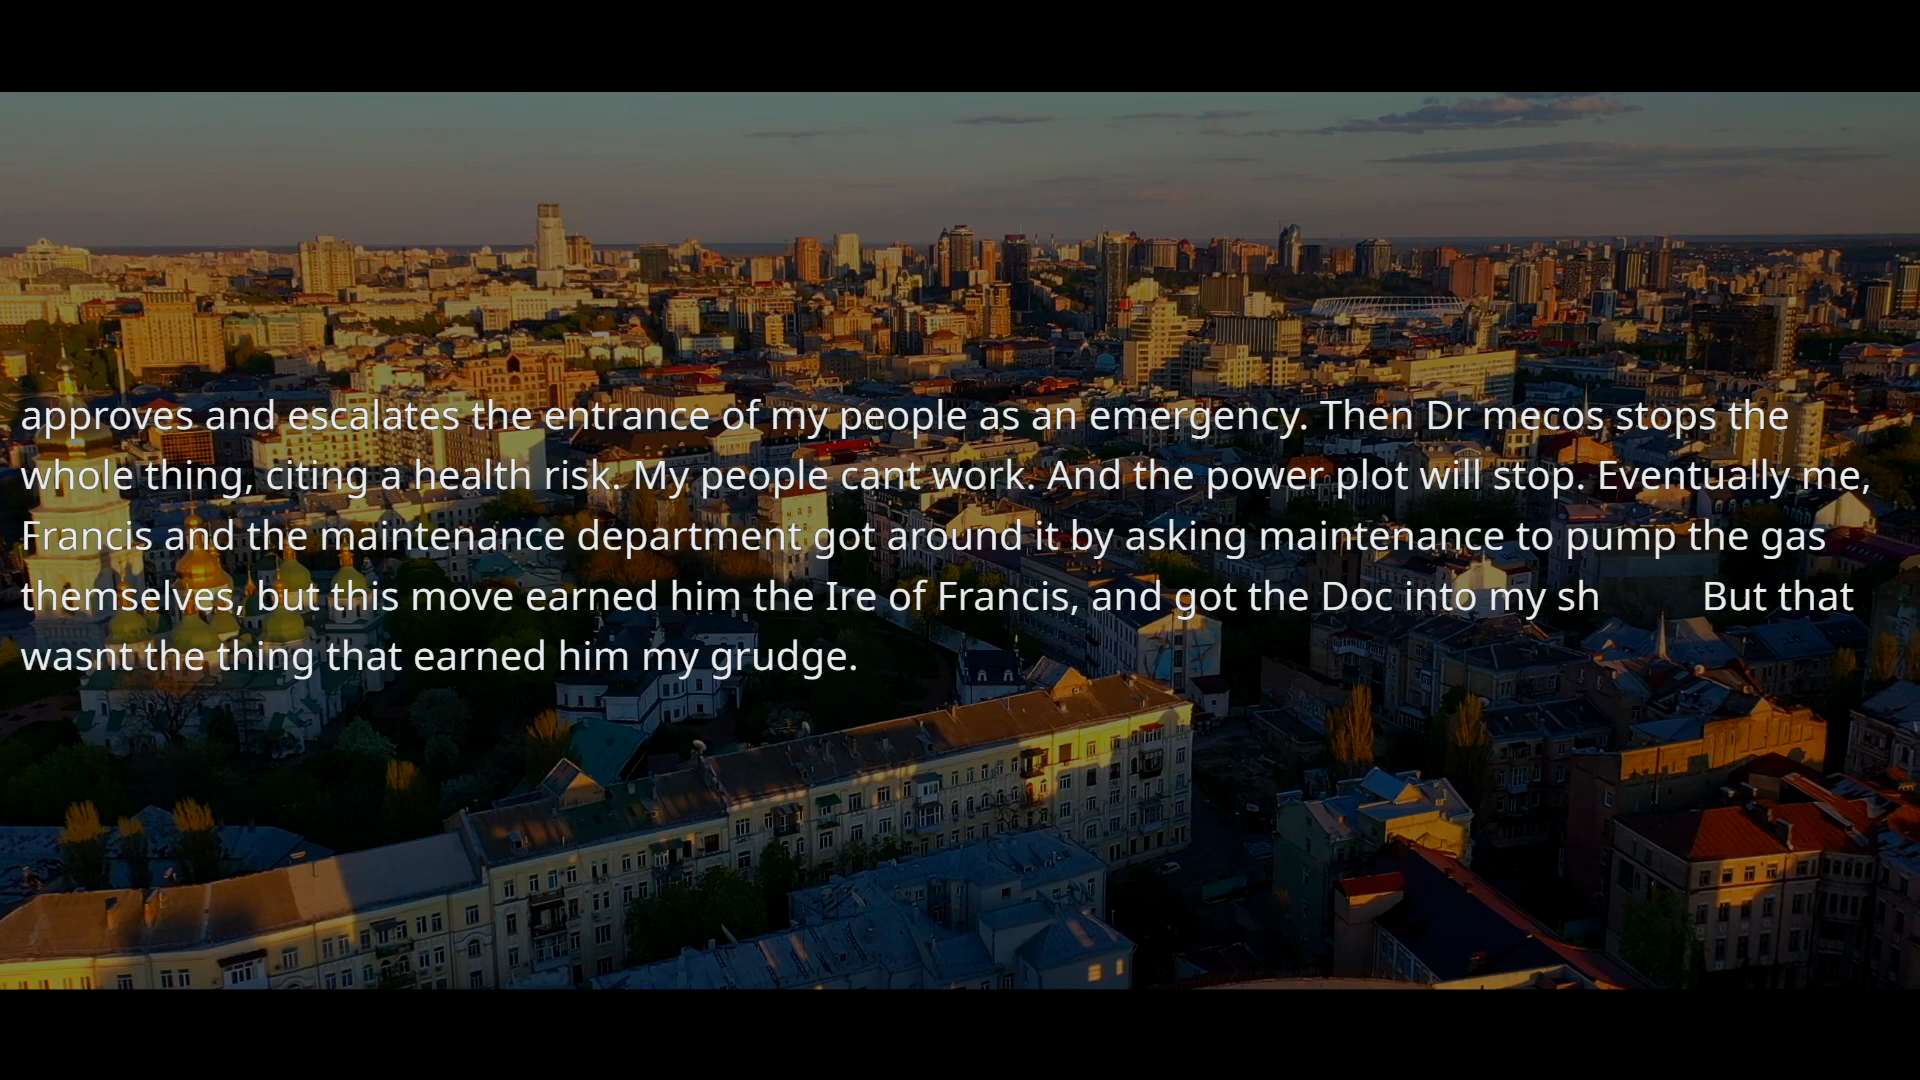 approves and escalates the entrance of my people as an emergency. Then Dr mecos stops the
whole thing, citing a health risk. My people cant work. And the power plot will stop. Eventually me,
Francis and the maintenance department got around it by asking maintenance to pump the gas
themselves, but this move earned him the Ire of Francis, and got the Doc into my sh But that
wasnt the thing that earned him my grudge.